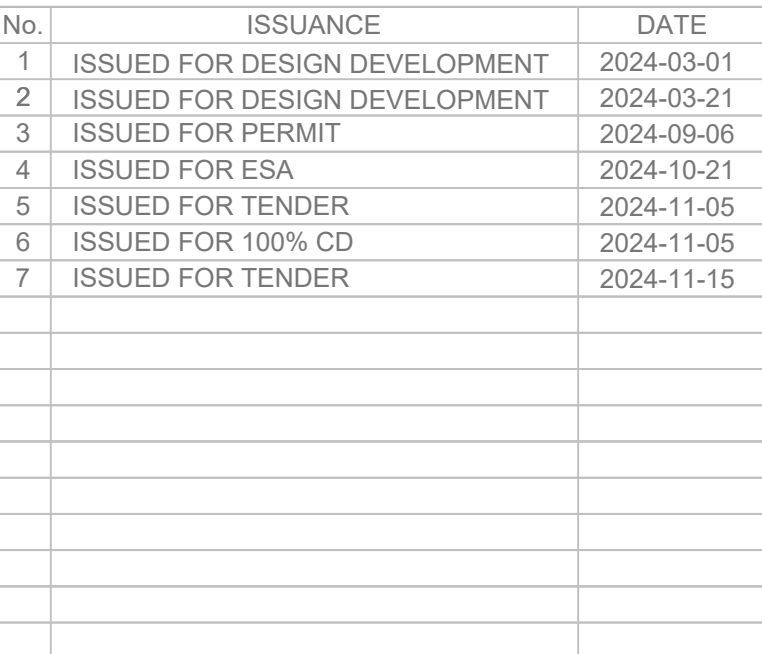 No. ISSUANCE DATE
1 ISSUED FOR DESIGN DEVELOPMENT 2024-03-01
2 ISSUED FOR DESIGN DEVELOPMENT 2024-03-21
3 ISSUED FOR PERMIT 2024-09-06
4 ISSUED FOR ESA 2024-10-21
5 ISSUED FOR TENDER 2024-11-05
6 ISSUED FOR 100% CD 2024-11-05
7 ISSUED FOR TENDER 2024-11-15